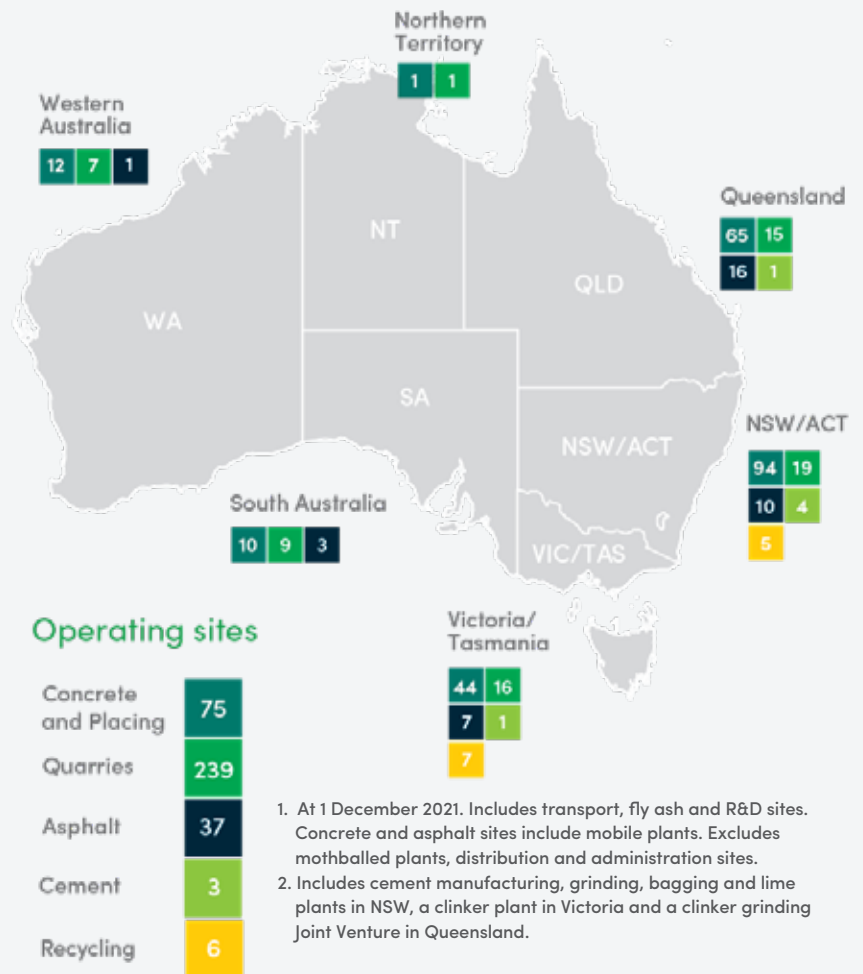 Northern
Territory
1 1
Western
Australia
12 7 1
NT
Queensland
65 15
16 1
QLD
WA
SA
NSW/ACT
NSW/ACT
94 19
10 4
5
South Australia
10 9 3
VIC/TAS
Victoria/
Tasmania
44 16
7 1
7
Operating sites
Concrete
and Placing
75
Quarries
239
Asphalt
37
Cement
3
Recycling
6
1. At 1 December 2021. Includes transport, fly ash and R&D sites.
Concrete and asphalt sites include mobile plants. Excludes
mothballed plants, distribution and administration sites.
2. Includes cement manufacturing, grinding, bagging and lime
plants in NSW, a clinker plant in Victoria and a clinker grinding
Joint Venture in Queensland.